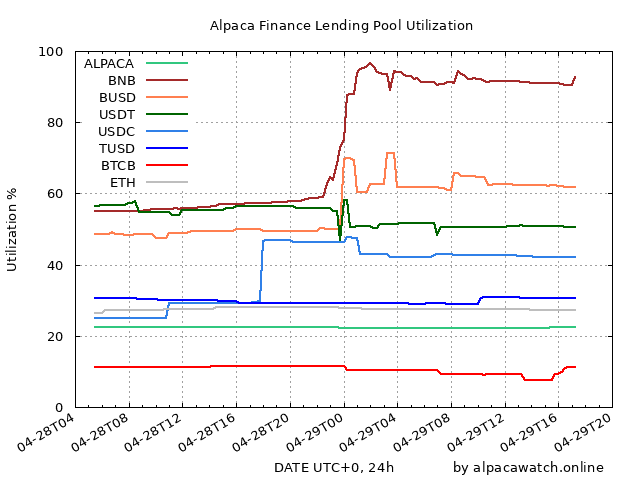 Alpaca Finance Lending Pool Utilization
100
80
60
40
20
0
Utilization %
ALPACA
BNB
BUSD
USDT
USDC
TUSD
BTCB
ETH
04-28T04
04-28T08
04-28T12
04-28T16
04-28T20
04-29T00
04-29T04
04-29T08
04-29T12
04-29T16
04-29T20
DATE UTC+0, 24h
by alpacawatch.online